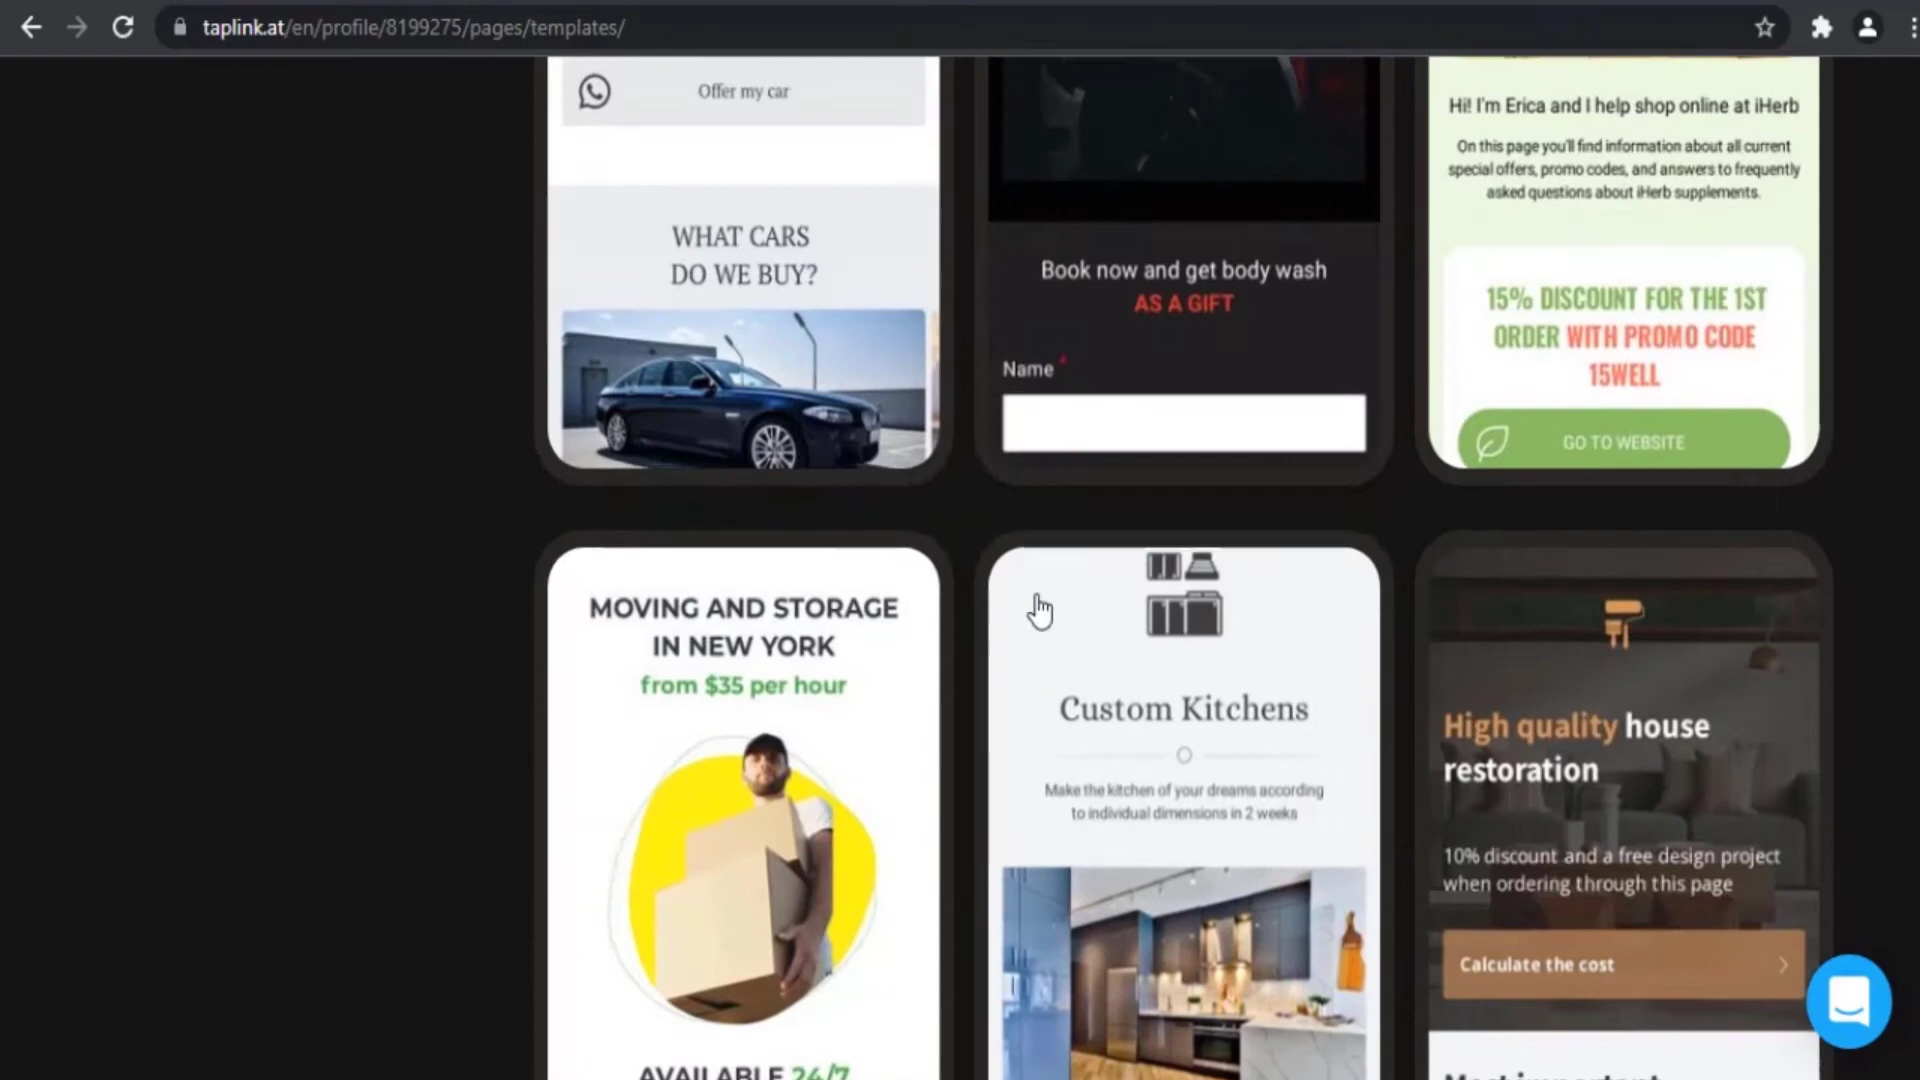 taplink.at/en/profile/8199275/pages/templates/
Offer my car
WHAT CARS
DO WE BUY?
Book now and get body wash
AS A GIFT
Name *
Hi! I'm Erica and I help shop online at iHerb
On this page you'll find information about all current
special offers, promo codes, and answers to frequently
asked questions about iHerb supplements.
15% DISCOUNT FOR THE 1ST
ORDER WITH PROMO CODE
15WELL
GO TO WEBSITE
MOVING AND STORAGE
IN NEW YORK
from $35 per hour
AVAILABLE 24/7
Custom Kitchens
Make the kitchen of your dreams according
to individual dimensions in 2 weeks
High quality house
restoration
10% discount and a free design project
when ordering through this page
Calculate the cost
Most important